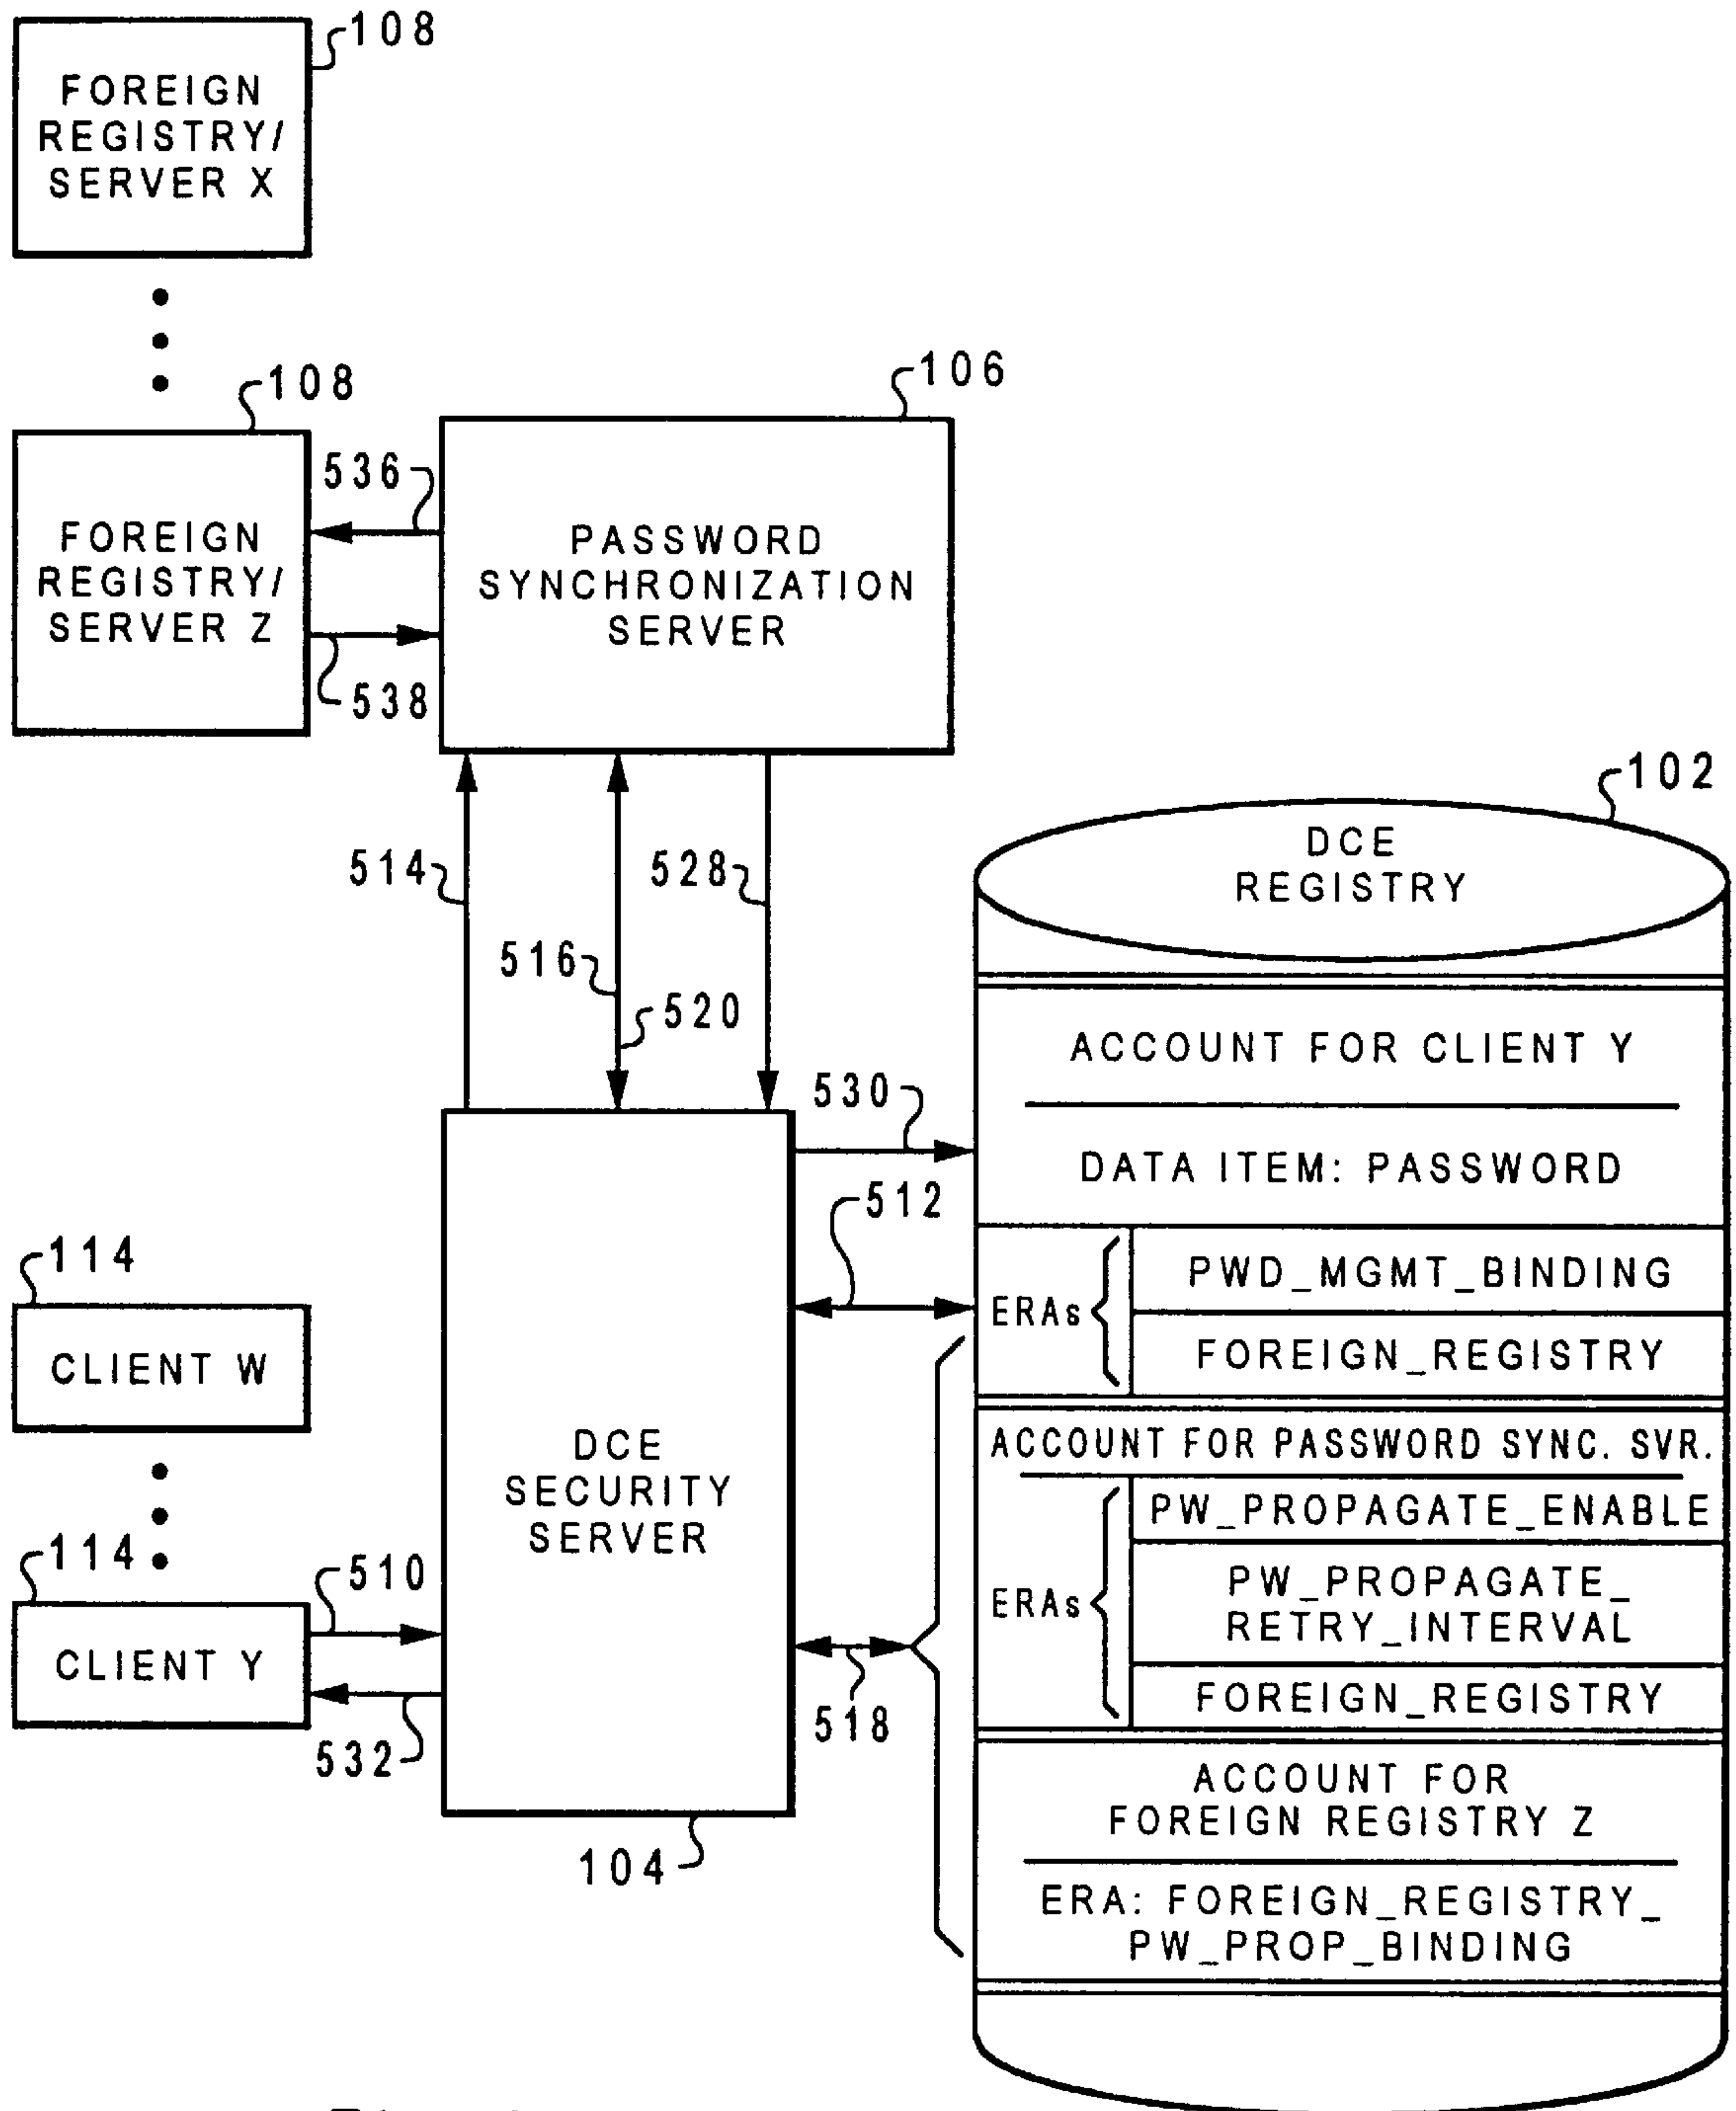 108
FOREIGN
REGISTRY/
SERVER X
108
FOREIGN
REGISTRY/
SERVER Z
536
538
106
PASSWORD
SYNCHRONIZATION
SERVER
514
516
520
528
102
DCE
REGISTRY
ACCOUNT FOR CLIENT Y
DATA ITEM: PASSWORD
ERAs
PWD_MGMT_BINDING
FOREIGN_REGISTRY
ACCOUNT FOR PASSWORD SYNC. SVR.
ERAs
PW_PROPAGATE_ENABLE
PW_PROPAGATE_
RETRY_INTERVAL
FOREIGN_REGISTRY
ACCOUNT FOR
FOREIGN REGISTRY Z
ERA: FOREIGN_REGISTRY_
PW_PROP_BINDING
530
512
518
DCE
SECURITY
SERVER
104
114
CLIENT W
114
CLIENT Y
510
532